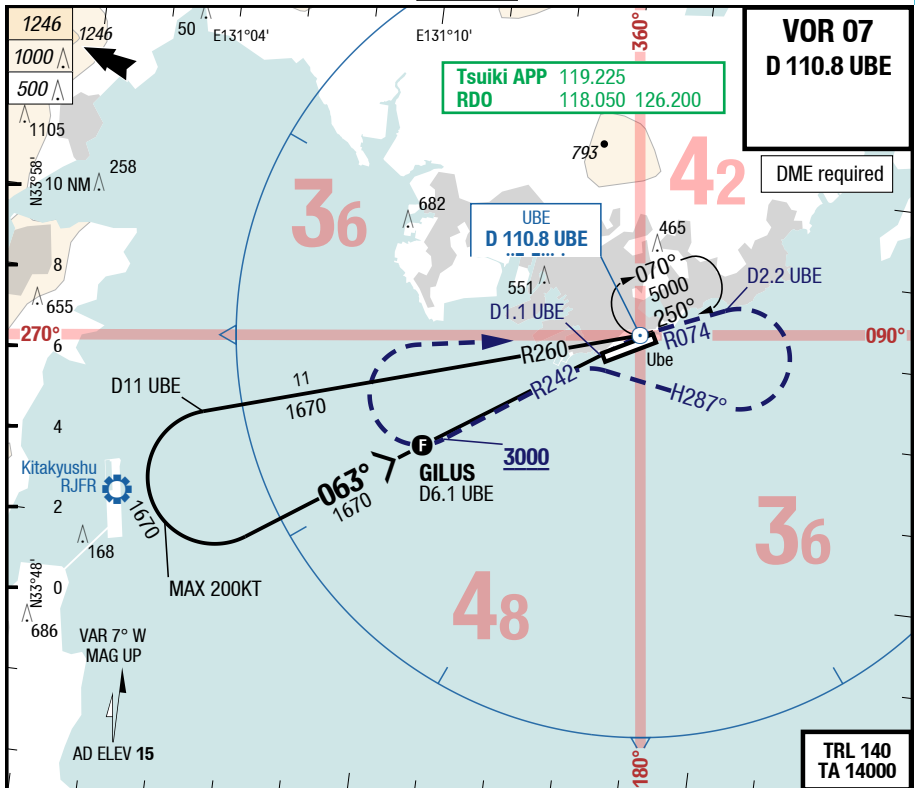 1246
1000
500
1246
50
E131°04'
E131°10'
360°
VOR 07
D 110.8 UBE
Tsuiki APP 119.225
RDO 118.050 126.200
DME required
1105
N33°58'
10 NM
258
793
42
36
682
UBE
D 110.8 UBE
465
551
070°
5000
250°
D2.2 UBE
D1.1 UBE
8
655
270°
090°
6
R260
R074
Ube
D11 UBE
11
1670
R242
H287°
4
3000
Kitakyushu
RJFR
GILUS
D6.1 UBE
F
063°
1670
2
1670
168
36
MAX 200KT
N33°48'
0
48
686
VAR 7° W
MAG UP
AD ELEV 15
180°
TRL 140
TA 14000